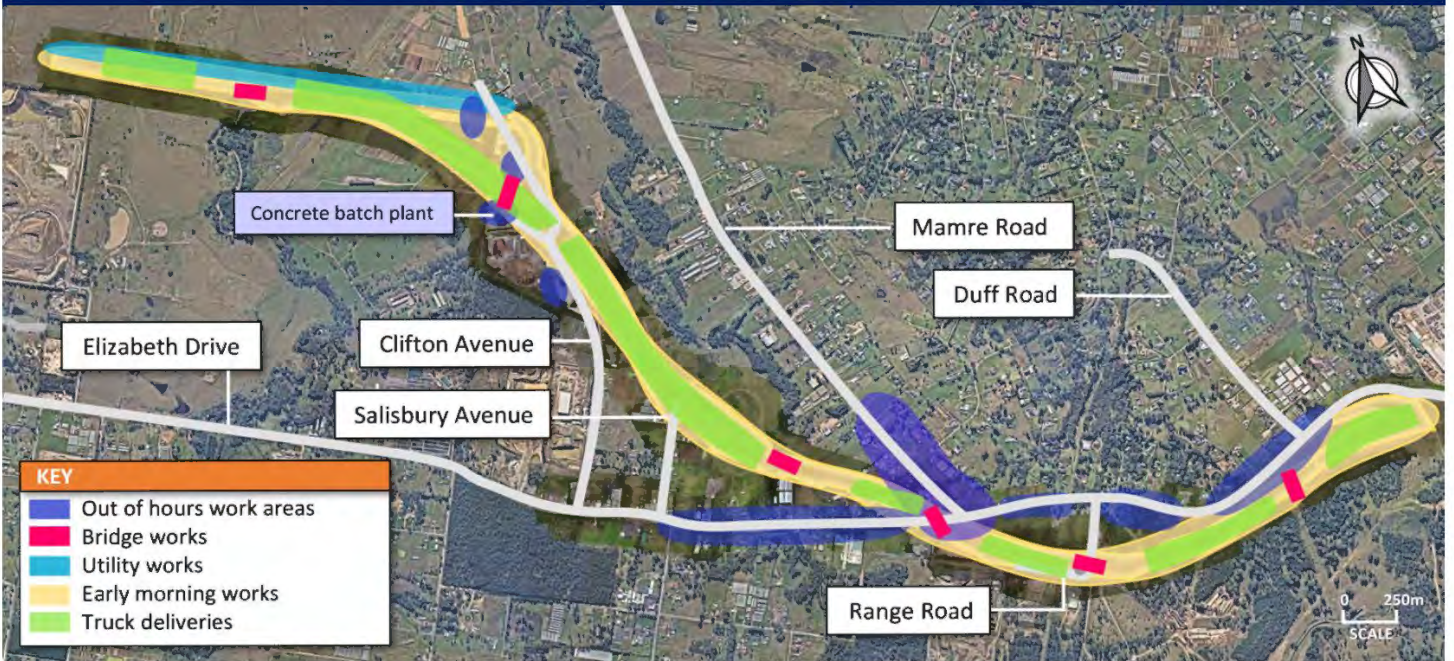 N
Concrete batch plant
Mamre Road
Duff Road
Elizabeth Drive
Clifton Avenue
Salisbury Avenue
KEY
Out of hours work areas
Bridge works
Utility works
Early morning works
Truck deliveries
Range Road
0 250m
SCALE